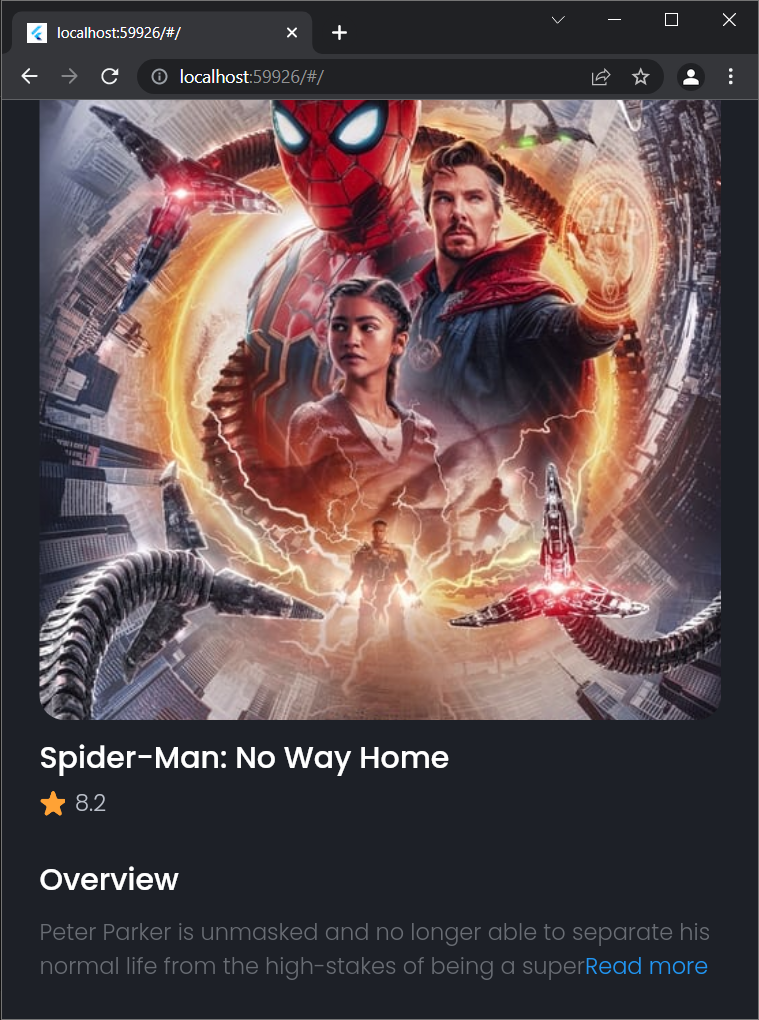 localhost:59926/#/
localhost:59926/#/
Spider-Man: No Way Home
8.2
Overview
Peter Parker is unmasked and no longer able to separate his
normal life from the high-stakes of being a superRead more